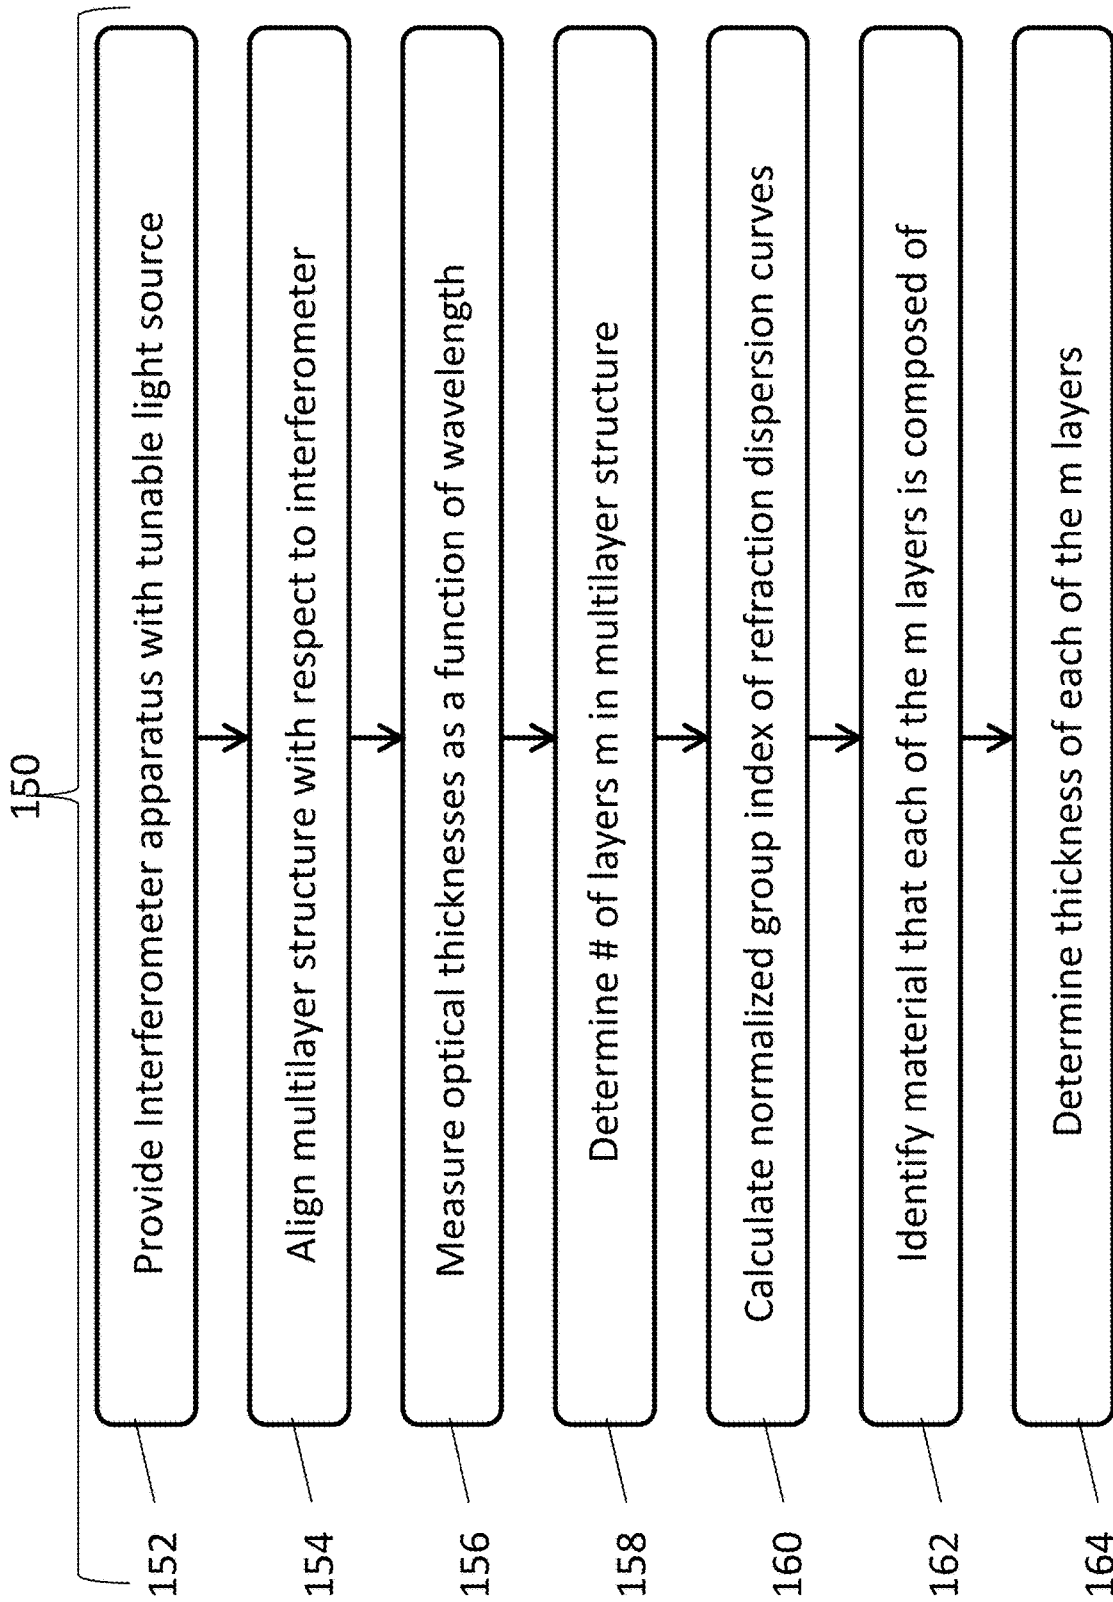 150
152
Provide Interferometer apparatus with tunable light source
154
Align multilayer structure with respect to interferometer
156
Measure optical thicknesses as a function of wavelength
158
Determine # of layers m in multilayer structure
160
Calculate normalized group index of refraction dispersion curves
162
Identify material that each of the m layers is composed of
164
Determine thickness of each of the m layers